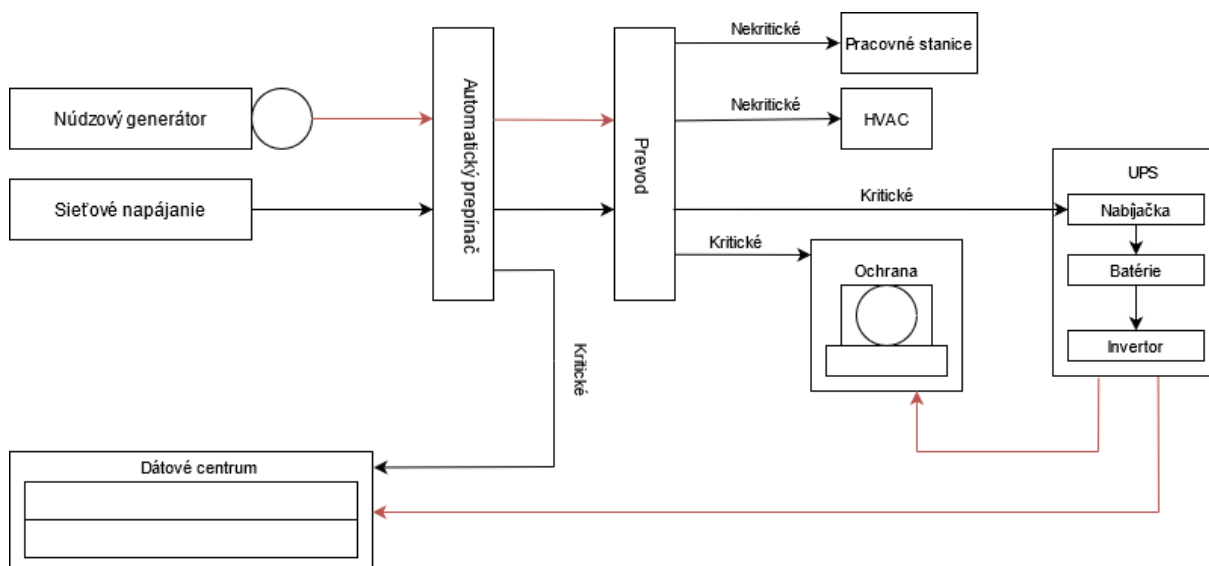 Nekritické
Pracovné stanice
Núdzový generátor
Automatický prepínač
Prevod
Nekritické
HVAC
UPS
Sieťové napájanie
Kritické
Nabíjačka
Kritické
Ochrana
Batérie
Invertor
Kritické
Dátové centrum